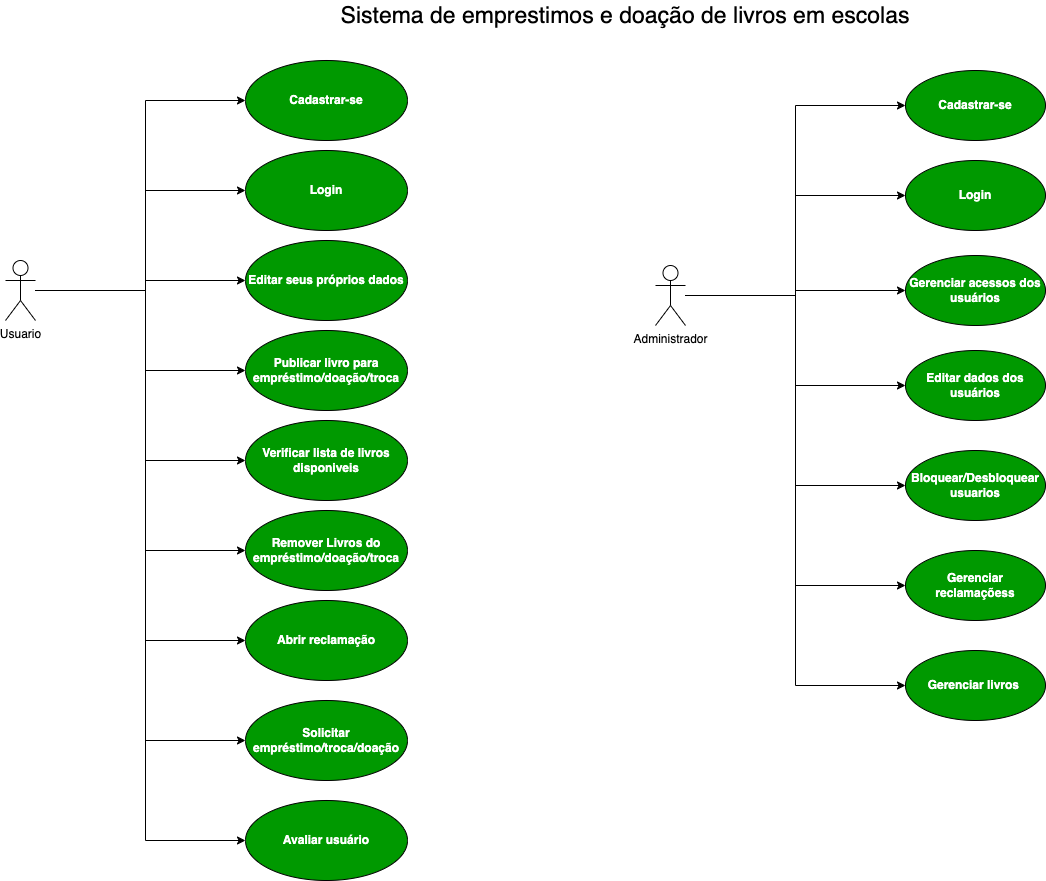 Sistema de emprestimos e doação de livros em escolas
Cadastrar-se
Login
Editar seus próprios dados
Usuario
Publicar livro para
empréstimo/doação/troca
Verificar lista de livros
disponiveis
Remover Livros do
empréstimo/doação/troca
Abrir reclamação
Solicitar
empréstimo/troca/doação
Avaliar usuário
Cadastrar-se
Login
Gerenciar acessos dos
usuários
Administrador
Editar dados dos
usuários
Bloquear/Desbloquear
usuarios
Gerenciar
reclamaçõess
Gerenciar livros